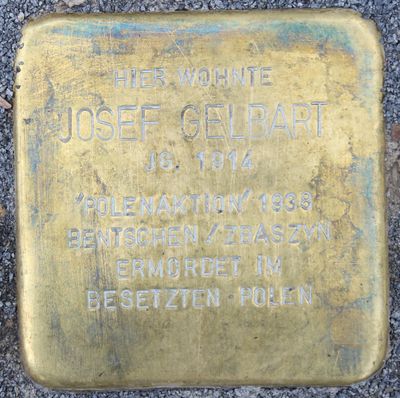 HIER WOHNTE
JOSEF GELBART
JG. 1914
'POLENAKTION' 1938
BENTSCHEN / ZBASZYN
ERMORDET IM
BESETZTEN POLEN